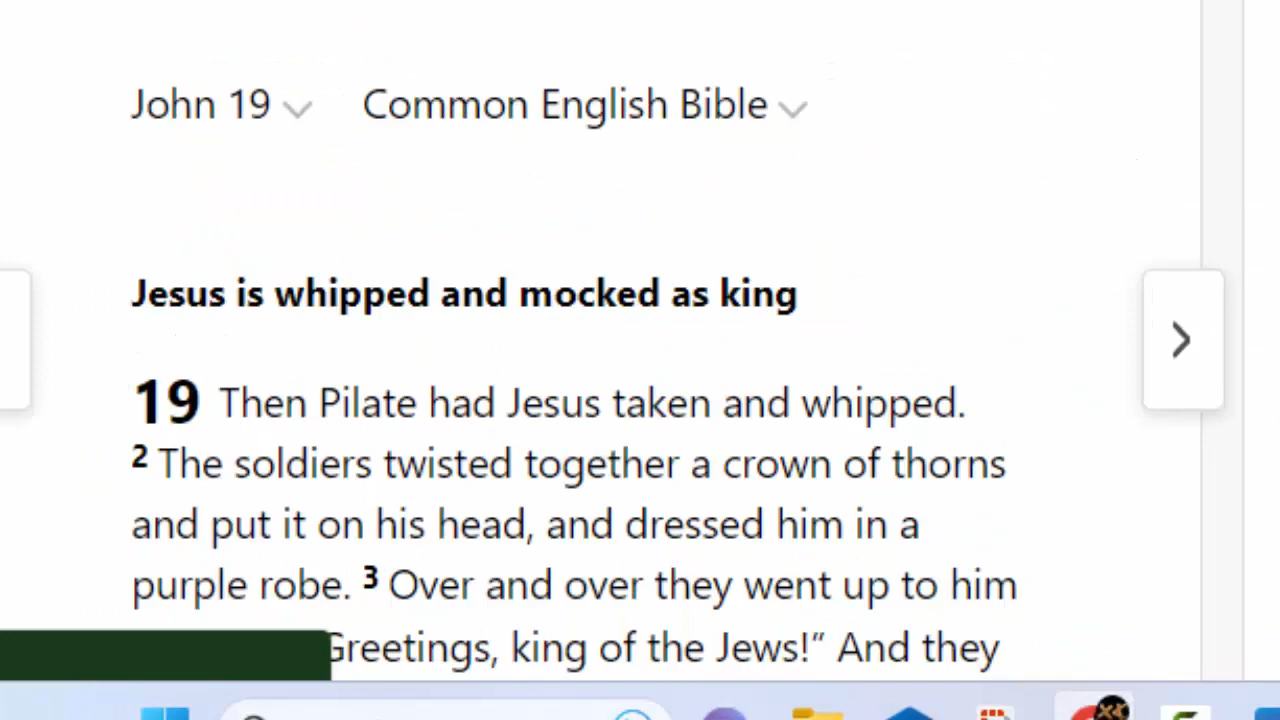 John 19 Common English Bible
Jesus is whipped and mocked as king
19 Then Pilate had Jesus taken and whipped.
2 The soldiers twisted together a crown of thorns
and put it on his head, and dressed him in a
purple robe. 3 Over and over they went up to him
Greetings, king of the Jews!” And they